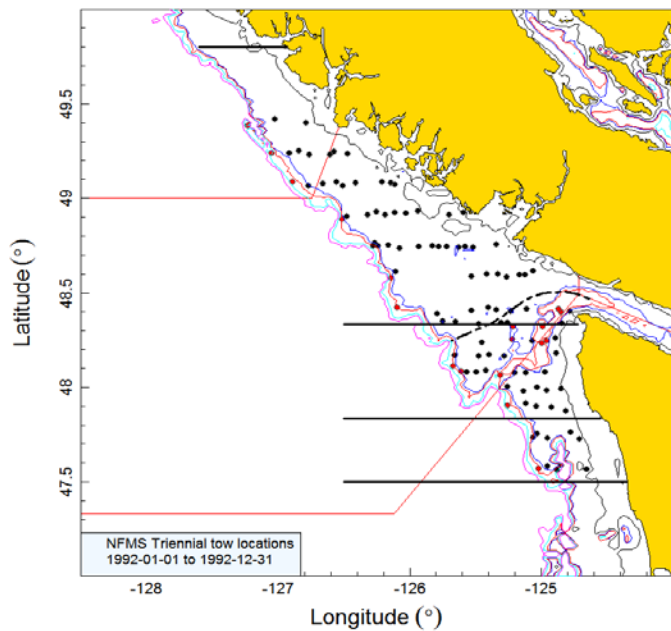 49.5
49
48.5
48
47.5
Latitude (°)
NFMS Triennial tow locations
1992-01-01 to 1992-12-31
-128 -127 -126 -125
Longitude (°)